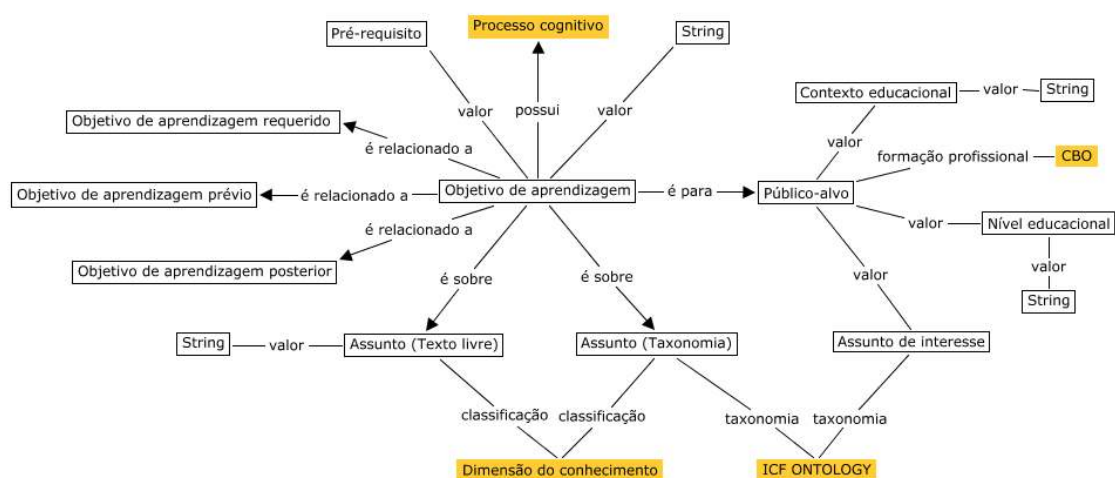 Processo cognitivo
Pré-requisito
String
valor
possui
valor
Contexto educacional
valor
String
Objetivo de aprendizagem requerido
é relacionado a
valor
formação profissional
CBO
Objetivo de aprendizagem prévio
é relacionado a
Objetivo de aprendizagem
é para
Público-alvo
é relacionado a
valor
Nível educacional
Objetivo de aprendizagem posterior
é sobre
é sobre
valor
valor
String
String
valor
Assunto (Texto livre)
Assunto (Taxonomia)
Assunto de interesse
classificação
classificação
taxonomia
taxonomia
Dimensão do conhecimento
ICF ONTOLOGY